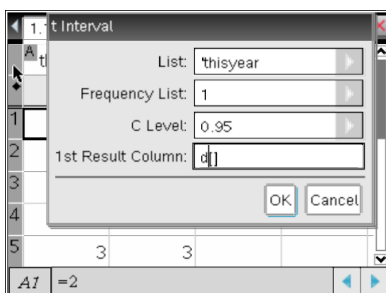 1.1
t Interval
A t
List: 'thisyear
Frequency List: 1
C Level: 0.95
1st Result Column: d[]
OK Cancel
1
2
3
4
5 3 3
A1 =2